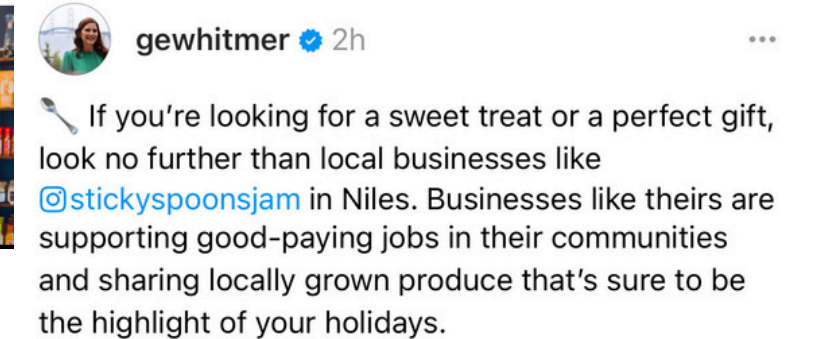 gewhitmer 2h
🥄 If you’re looking for a sweet treat or a perfect gift,
look no further than local businesses like
stickyspoonsjam in Niles. Businesses like theirs are
supporting good-paying jobs in their communities
and sharing locally grown produce that’s sure to be
the highlight of your holidays.